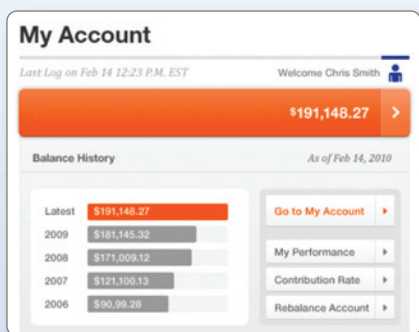 My Account
Last Log on Feb 14 12:23 P.M. EST
Welcome Chris Smith
$191,148.27
Balance History
As of Feb 14, 2010
Latest $191,148.27
2009 $181,145.32
2008 $171,009.12
2007 $121,100.13
2006 $90,99.28
Go to My Account
My Performance
Contribution Rate
Rebalance Account